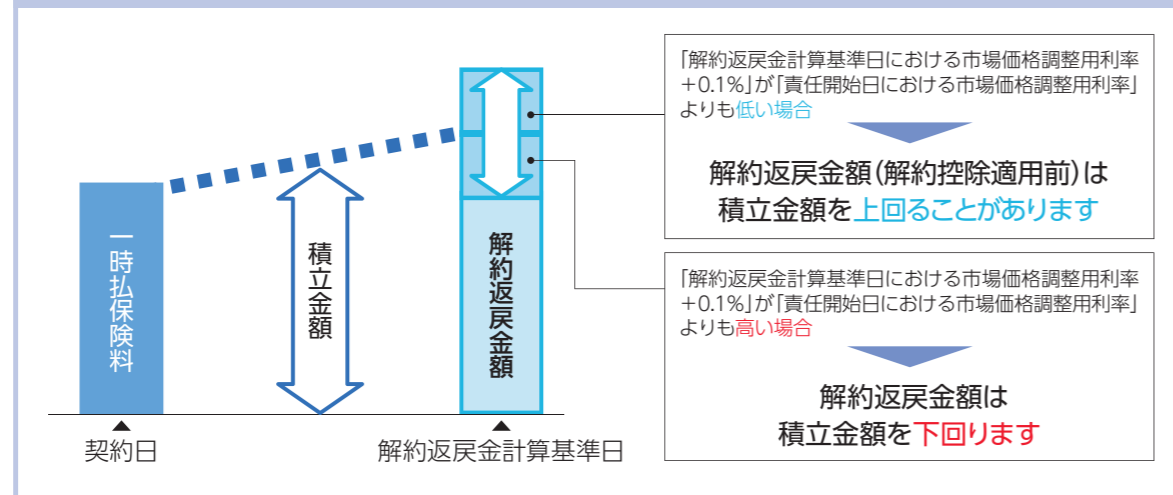 「解約返戻金計算基準日における市場価格調整用利率
+0.1%」が「責任開始日における市場価格調整用利率」
よりも低い場合
解約返戻金額(解約控除適用前)は
積立金額を上回ることがあります
「解約返戻金計算基準日における市場価格調整用利率
+0.1%」が「責任開始日における市場価格調整用利率」
よりも高い場合
解約返戻金額は
積立金額を下回ります
一時払保険料
積立金額
解約返戻金額
契約日
解約返戻金計算基準日